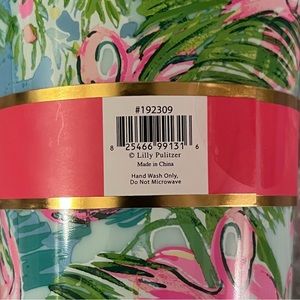 #192309
8 25466 99131 6
© Lilly Pulitzer
Made in China
Hand Wash Only,
Do Not Microwave